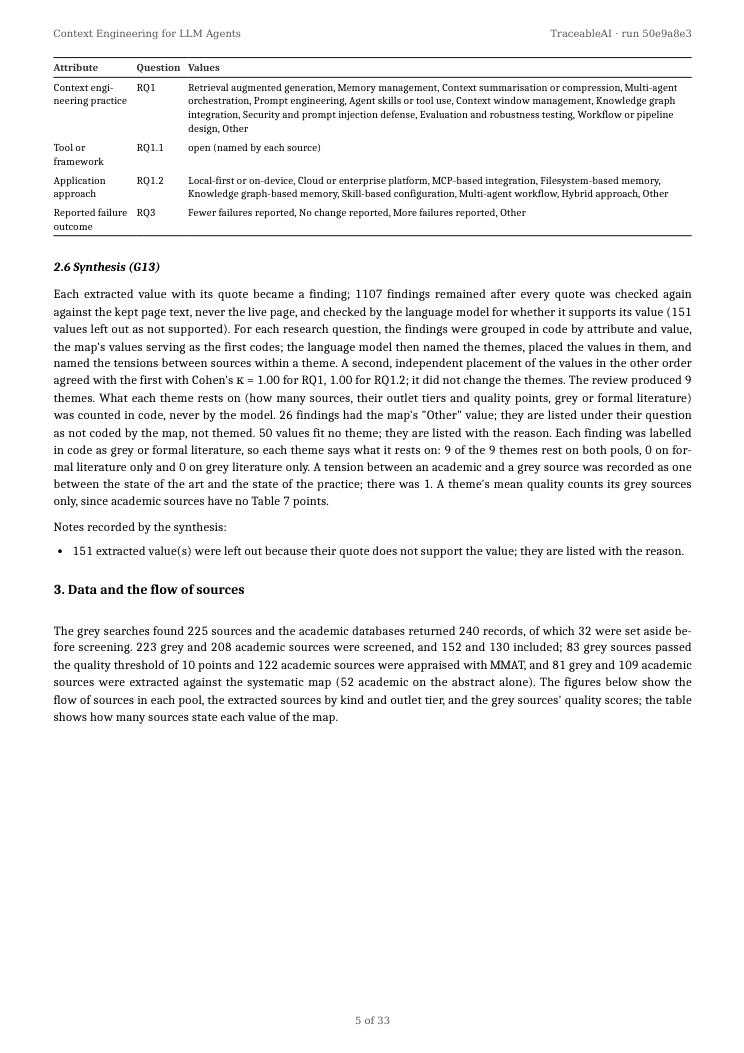 Context Engineering for LLM Agents
TraceableAI · run 50e9a8e3
Attribute Question Values
Context engi-
neering practice
RQ1
Retrieval augmented generation, Memory management, Context summarisation or compression, Multi-agent
orchestration, Prompt engineering, Agent skills or tool use, Context window management, Knowledge graph
integration, Security and prompt injection defense, Evaluation and robustness testing, Workflow or pipeline
design, Other
Tool or
framework
RQ1.1
open (named by each source)
Application
approach
RQ1.2
Local-first or on-device, Cloud or enterprise platform, MCP-based integration, Filesystem-based memory,
Knowledge graph-based memory, Skill-based configuration, Multi-agent workflow, Hybrid approach, Other
Reported failure
outcome
RQ3
Fewer failures reported, No change reported, More failures reported, Other
2.6 Synthesis (G13)
Each extracted value with its quote became a finding; 1107 findings remained after every quote was checked again
against the kept page text, never the live page, and checked by the language model for whether it supports its value (151
values left out as not supported). For each research question, the findings were grouped in code by attribute and value,
the map's values serving as the first codes; the language model then named the themes, placed the values in them, and
named the tensions between sources within a theme. A second, independent placement of the values in the other order
agreed with the first with Cohen's κ = 1.00 for RQ1, 1.00 for RQ1.2; it did not change the themes. The review produced 9
themes. What each theme rests on (how many sources, their outlet tiers and quality points, grey or formal literature)
was counted in code, never by the model. 26 findings had the map's "Other" value; they are listed under their question
as not coded by the map, not themed. 50 values fit no theme; they are listed with the reason. Each finding was labelled
in code as grey or formal literature, so each theme says what it rests on: 9 of the 9 themes rest on both pools, 0 on for-
mal literature only and 0 on grey literature only. A tension between an academic and a grey source was recorded as one
between the state of the art and the state of the practice; there was 1. A theme's mean quality counts its grey sources
only, since academic sources have no Table 7 points.
Notes recorded by the synthesis:
• 151 extracted value(s) were left out because their quote does not support the value; they are listed with the reason.
3. Data and the flow of sources
The grey searches found 225 sources and the academic databases returned 240 records, of which 32 were set aside be-
fore screening. 223 grey and 208 academic sources were screened, and 152 and 130 included; 83 grey sources passed
the quality threshold of 10 points and 122 academic sources were appraised with MMAT, and 81 grey and 109 academic
sources were extracted against the systematic map (52 academic on the abstract alone). The figures below show the
flow of sources in each pool, the extracted sources by kind and outlet tier, and the grey sources' quality scores; the table
shows how many sources state each value of the map.
5 of 33